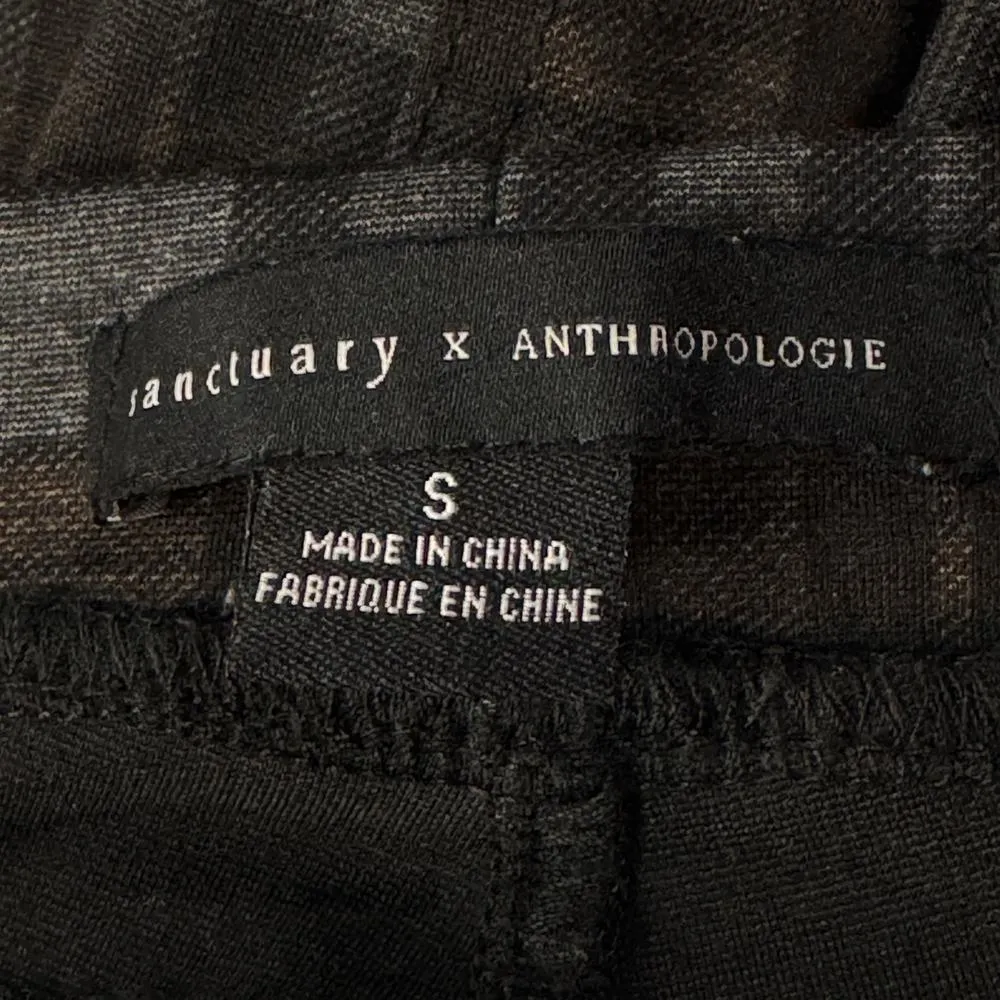 sanctuary x ANTHROPOLOGIE
S
MADE IN CHINA
FABRIQUE EN CHINE